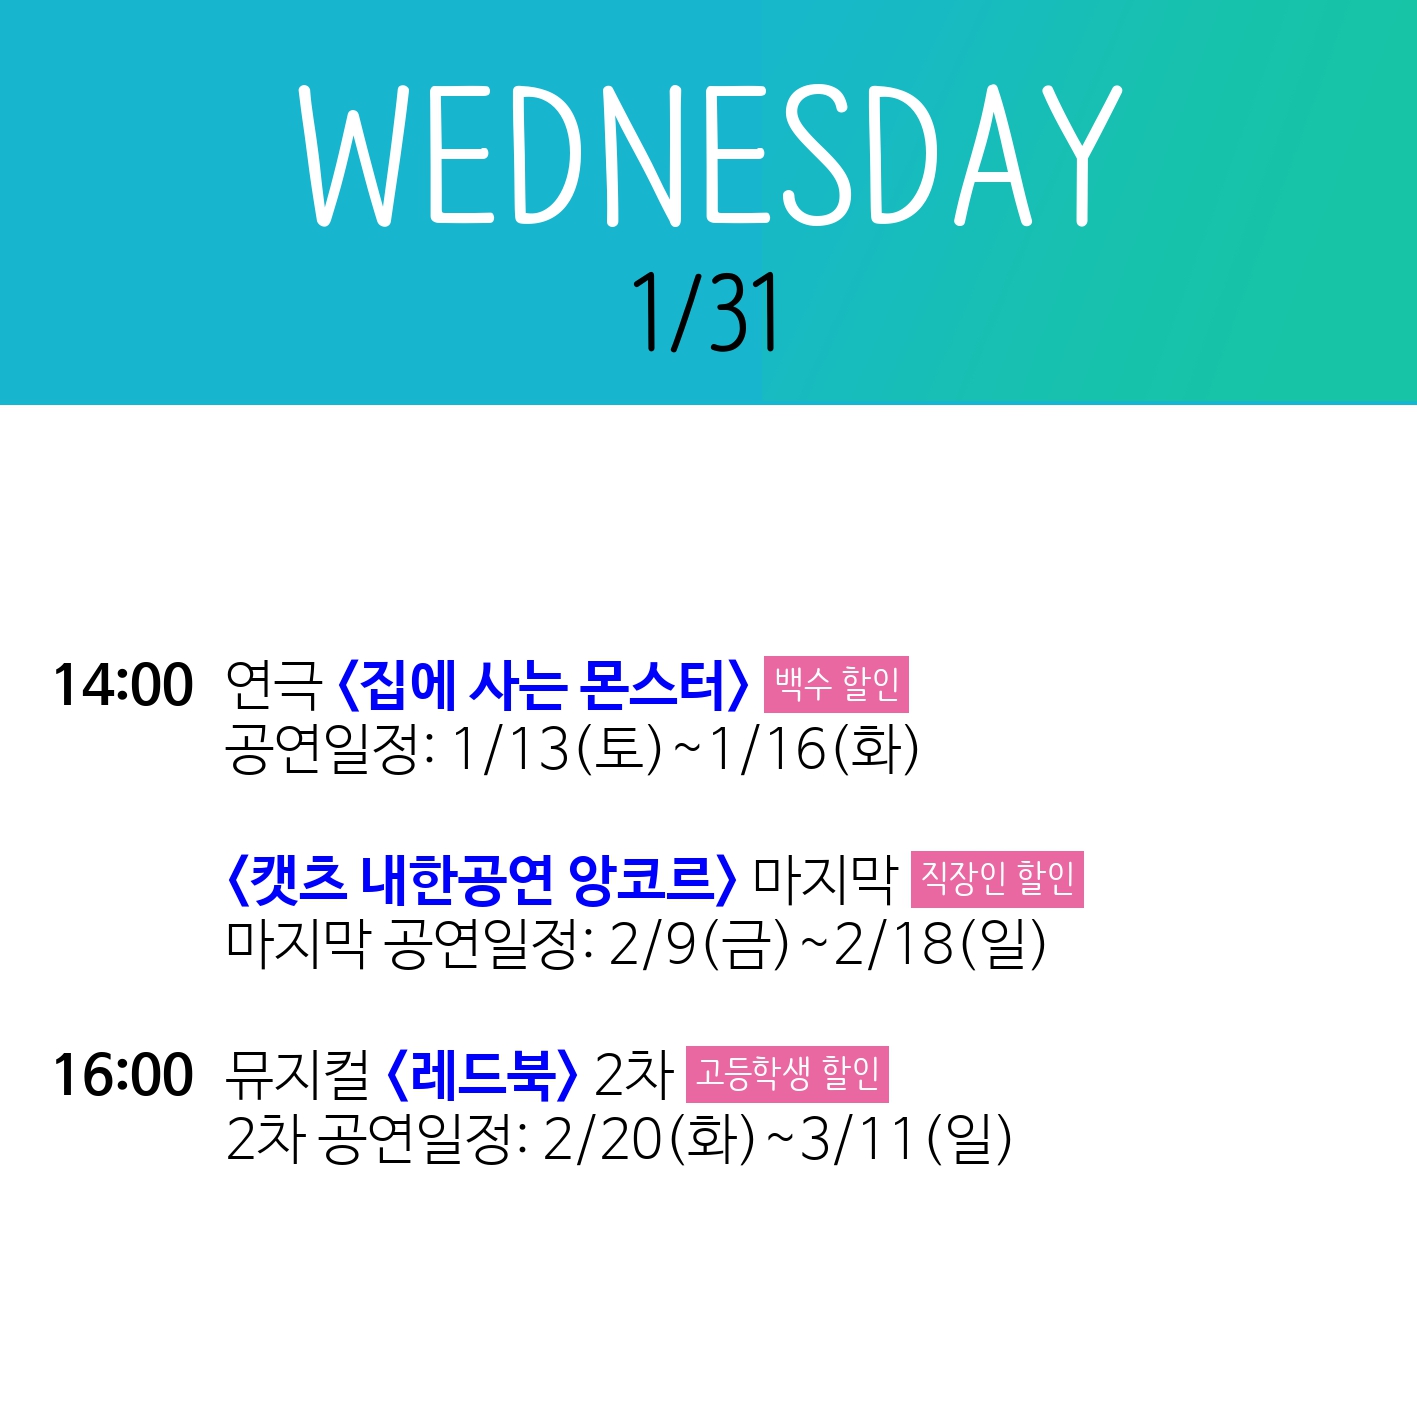 WEDNESDAY
1/31
14:00 연극 <집에 사는 몬스터> 백수 할인
공연일정: 1/13(토)~1/16(화)
<캣츠 내한공연 앙코르> 마지막 직장인 할인
마지막 공연일정: 2/9(금)~2/18(일)
16:00 뮤지컬 <레드북> 2차 고등학생 할인
2차 공연일정: 2/20(화)~3/11(일)